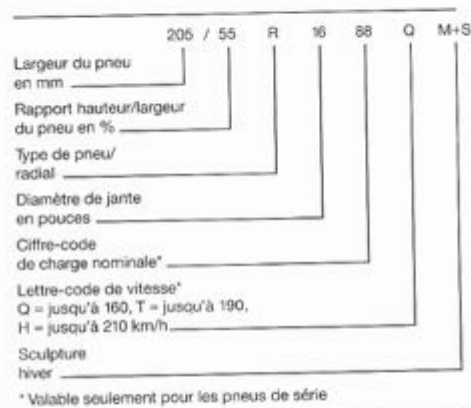 205 / 55 R 16 88 Q M+S
Largeur du pneu
en mm
Rapport hauteur/largeur
du pneu en %
Type de pneu/
radial
Diamètre de jante
en pouces
Ciffre-code
de charge nominale*
Lettre-code de vitesse*
Q = jusqu'à 160, T = jusqu'à 190,
H = jusqu'à 210 km/h
Sculpture
hiver
* Valable seulement pour les pneus de série